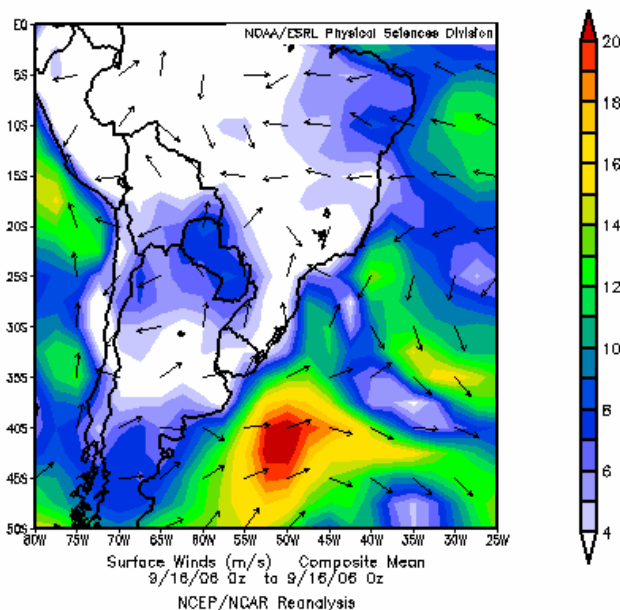 NOAA/ESRL Physical Sciences Division
EQ
5S
10S
15S
20S
25S
30S
35S
40S
45S
50S
80W
75W
70W
65W
60W
55W
50W
45W
40W
35W
30W
25W
20
18
16
14
12
10
8
6
4
Surface Winds (m/s) Composite Mean
9/16/06 0z to 9/16/06 0z
NCEP/NCAR Reanalysis